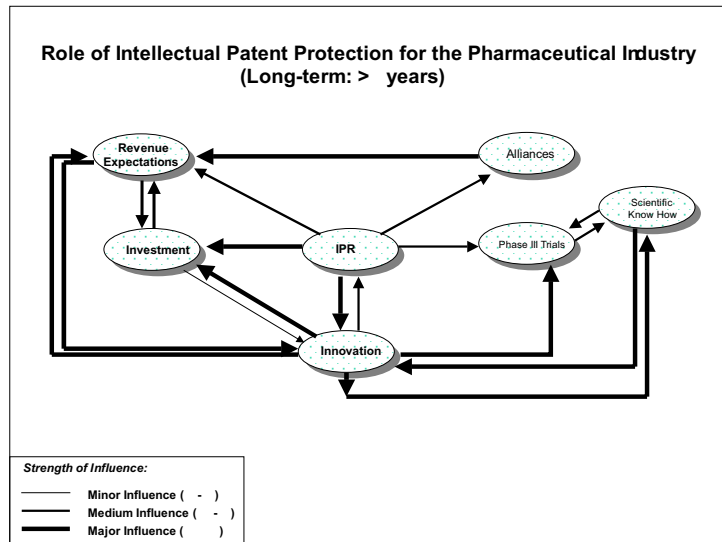 Role of Intellectual Patent Protection for the Pharmaceutical Industry
(Long-term: > years)
Revenue
Expectations
Alliances
Scientific
Know How
Investment
IPR
Phase III Trials
Innovation
Strength of Influence:
Minor Influence ( - )
Medium Influence ( - )
Major Influence ( )